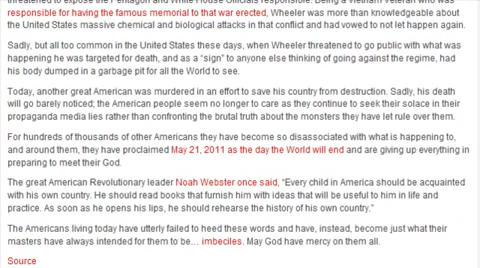 threatened to expose the Pentagon and White House Officials responsible. Being a Vietnam Veteran who was
responsible for having the famous memorial to that war erected, Wheeler was more than knowledgeable about
the United States massive chemical and biological attacks in that conflict and had vowed to not let happen again.
Sadly, but all too common in the United States these days, when Wheeler threatened to go public with what was
happening he was targeted for death, and as a “sign” to anyone else thinking of going against the regime, had
his body dumped in a garbage pit for all the World to see.
Today, another great American was murdered in an effort to save his country from destruction. Sadly, his death
will go barely noticed; the American people seem no longer to care as they continue to seek their solace in their
propaganda media lies rather than confronting the brutal truth about the monsters they have let rule over them.
For hundreds of thousands of other Americans they have become so disassociated with what is happening to,
and around them, they have proclaimed May 21, 2011 as the day the World will end and are giving up everything in
preparing to meet their God.
The great American Revolutionary leader Noah Webster once said, “Every child in America should be acquainted
with his own country. He should read books that furnish him with ideas that will be useful to him in life and
practice. As soon as he opens his lips, he should rehearse the history of his own country.”
The Americans living today have utterly failed to heed these words and have, instead, become just what their
masters have always intended for them to be… imbeciles. May God have mercy on them all.
Source